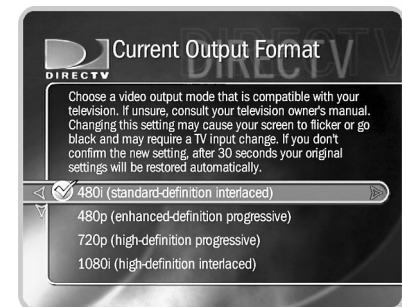 DIRECTV
Current Output Format
DIRECTV
Choose a video output mode that is compatible with your
television. If unsure, consult your television owner's manual.
Changing this setting may cause your screen to flicker or go
black and may require a TV input change. If you don't
confirm the new setting, after 30 seconds your original
settings will be restored automatically.
480i (standard-definition interlaced)
480p (enhanced-definition progressive)
720p (high-definition progressive)
1080i (high-definition interlaced)